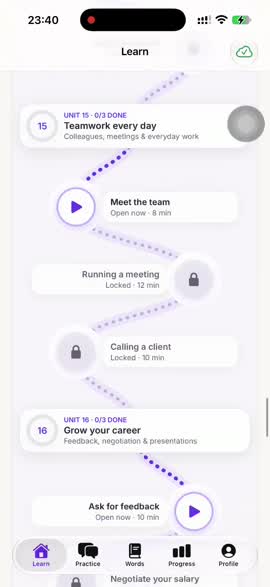 23:40
Learn
UNIT 15 · 0/3 DONE
15
Teamwork every day
Colleagues, meetings & everyday work
Meet the team
Open now · 8 min
Running a meeting
Locked · 12 min
Calling a client
Locked · 10 min
UNIT 16 · 0/3 DONE
16
Grow your career
Feedback, negotiation & presentations
Ask for feedback
Open now · 10 min
Learn
Practice
Words
Progress
Profile
Negotiate your salary